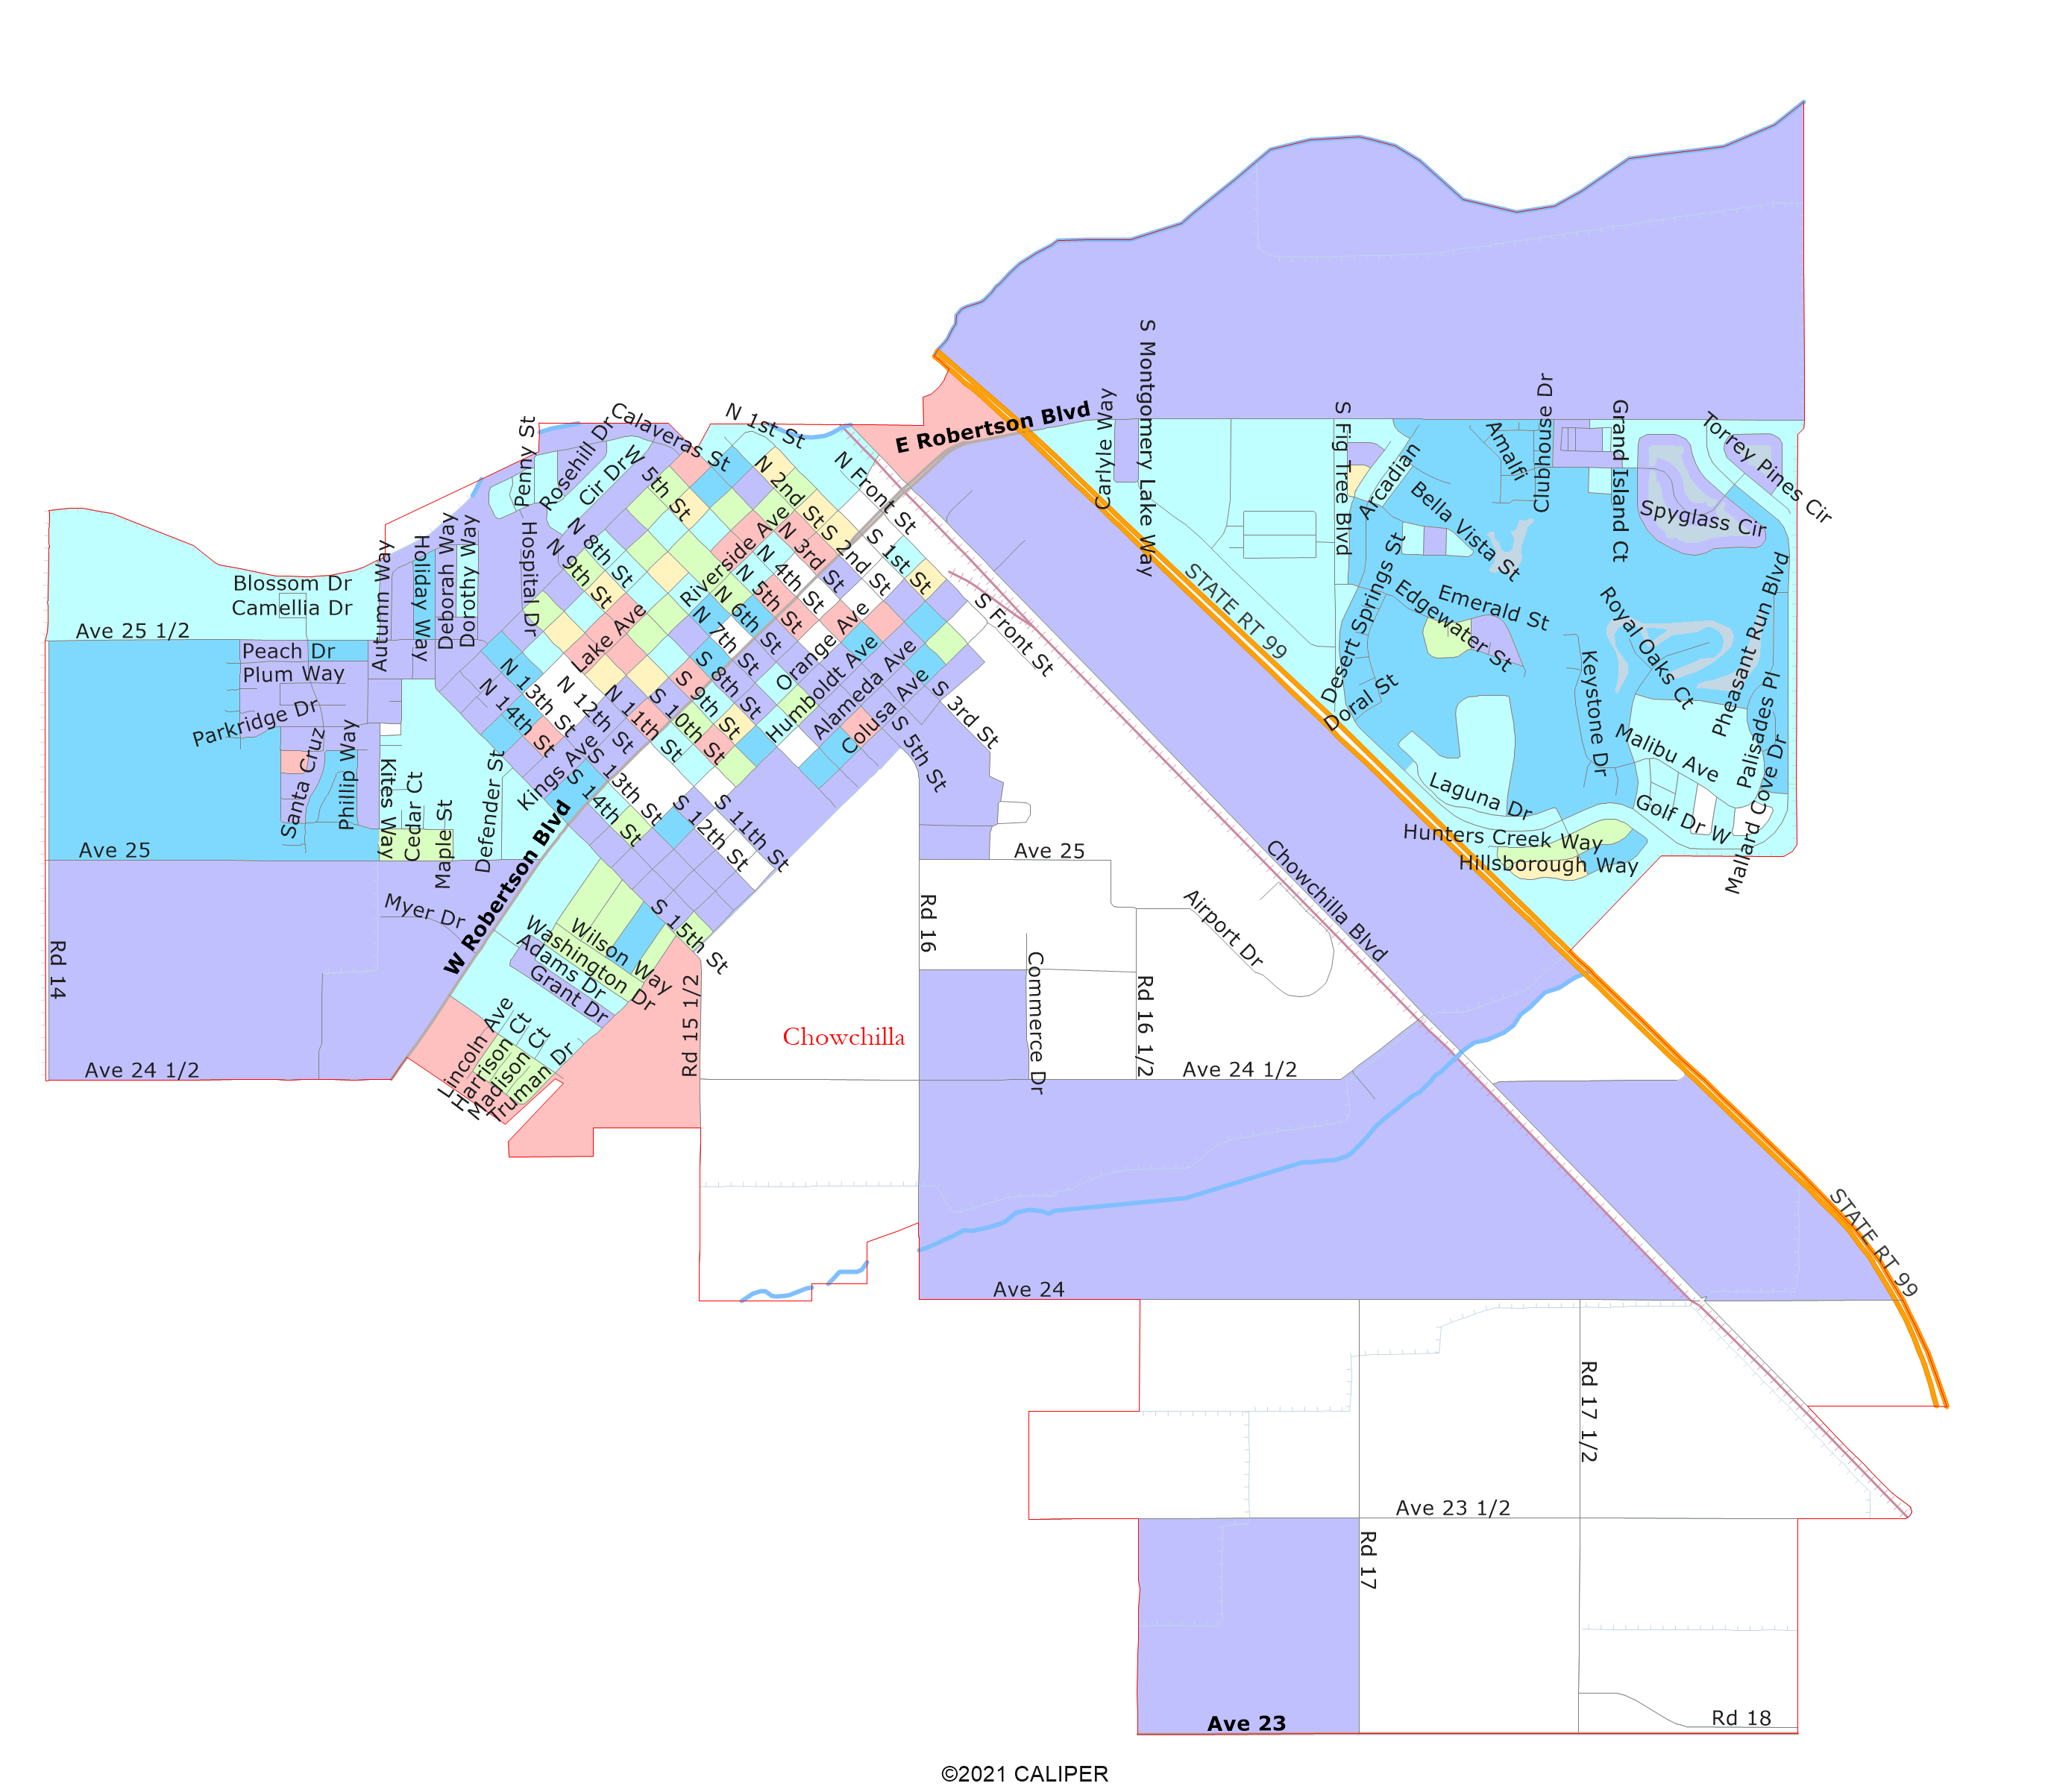 S Montgomery Lake Way
Carlyle Way
E Robertson Blvd
S Fig Tree Blvd
Arcadian
Amalfi
Clubhouse Dr
Grand Island Ct
Torrey Pines Cir
Spyglass Cir
Bella Vista St
Penny St
Rosehill Dr
Cir Dr
Calaveras St
W 5th St
N 1st St
N Front St
N 2nd St
S 2nd St
S 1st St
S Front St
Hospital Dr
N 8th St
N 9th St
Riverside Ave
N 3rd St
N 4th St
N 5th St
N 6th St
N 7th St
Lake Ave
Orange Ave
Humboldt Ave
Alameda Ave
Colusa Ave
S 3rd St
S 5th St
S 8th St
S 9th St
S 10th St
N 11th St
N 12th St
N 13th St
N 14th St
Kings Ave
S 13th St
S 14th St
S 12th St
S 11th St
S 15th St
Autumn Way
Holiday Way
Deborah Way
Dorothy Way
Blossom Dr
Camellia Dr
Ave 25 1/2
Peach Dr
Plum Way
Parkridge Dr
Santa Cruz
Phillip Way
Kites Way
Cedar Ct
Maple St
Defender St
Ave 25
W Robertson Blvd
Myer Dr
Rd 14
Ave 24 1/2
Wilson Way
Washington Dr
Adams Dr
Grant Dr
Lincoln Ave
Harrison Ct
Madison Ct
Truman Dr
Rd 15 1/2
Chowchilla
STATE RT 99
Desert Springs St
Edgewater St
Emerald St
Doral St
Royal Oaks Ct
Pheasant Run Blvd
Palisades Pl
Keystone Dr
Malibu Ave
Laguna Dr
Golf Dr W
Mallard Cove Dr
Hunters Creek Way
Hillsborough Way
Ave 25
Rd 16
Airport Dr
Chowchilla Blvd
Commerce Dr
Rd 16 1/2
Ave 24 1/2
STATE RT 99
Ave 24
Rd 17 1/2
Ave 23 1/2
Rd 17
Ave 23
Rd 18
©2021 CALIPER